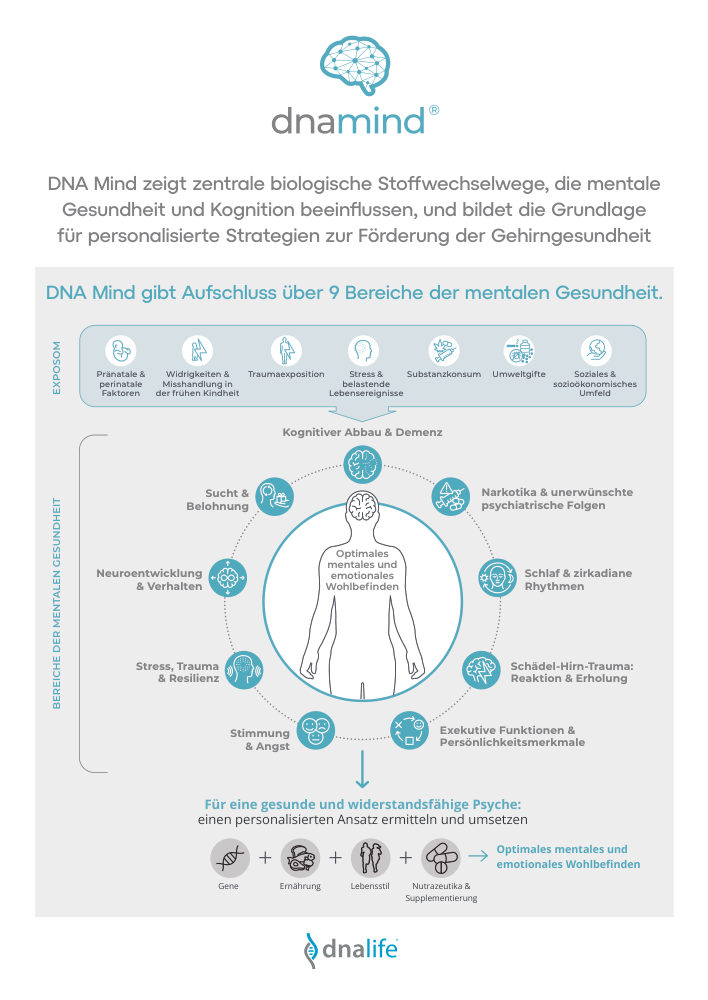 dnamind®
DNA Mind zeigt zentrale biologische Stoffwechselwege, die mentale
Gesundheit und Kognition beeinflussen, und bildet die Grundlage
für personalisierte Strategien zur Förderung der Gehirngesundheit
DNA Mind gibt Aufschluss über 9 Bereiche der mentalen Gesundheit.
EXPOSOM
Pränatale &
perinatale
Faktoren
Widrigkeiten &
Misshandlung in
der frühen Kindheit
Traumaexposition
Stress &
belastende
Lebensereignisse
Substanzkonsum
Umweltgifte
Soziales &
sozioökonomisches
Umfeld
BEREICHE DER MENTALEN GESUNDHEIT
Kognitiver Abbau & Demenz
Sucht &
Belohnung
Narkotika & unerwünschte
psychiatrische Folgen
Optimales
mentales und
emotionales
Wohlbefinden
Neuroentwicklung
& Verhalten
Schlaf & zirkadiane
Rhythmen
Stress, Trauma
& Resilienz
Schädel-Hirn-Trauma:
Reaktion & Erholung
Stimmung
& Angst
Exekutive Funktionen &
Persönlichkeitsmerkmale
Für eine gesunde und widerstandsfähige Psyche:
einen personalisierten Ansatz ermitteln und umsetzen
Gene
+
Ernährung
+
Lebensstil
+
Nutrazeutika &
Supplementierung
Optimales mentales und
emotionales Wohlbefinden
dnalife